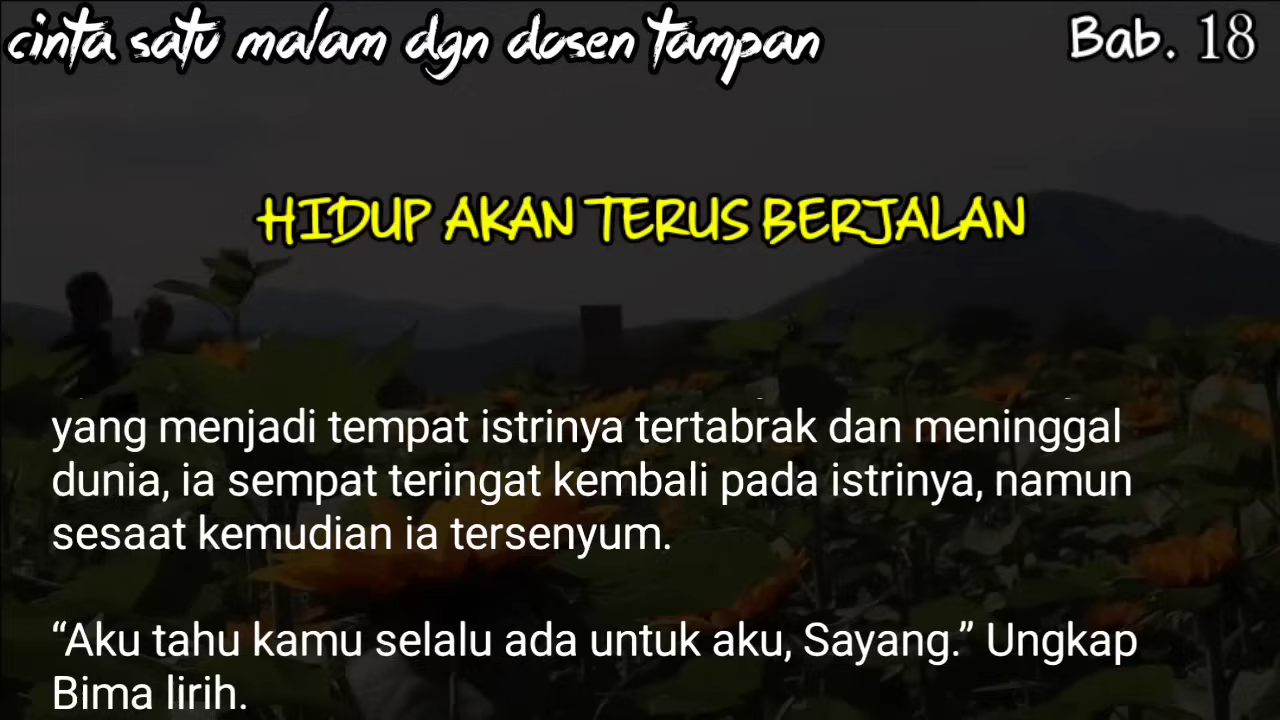 cinta satu malam dgn dosen tampan
Bab. 18
HIDUP AKAN TERUS BERJALAN
yang menjadi tempat istrinya tertabrak dan meninggal
dunia, ia sempat teringat kembali pada istrinya, namun
sesaat kemudian ia tersenyum.
“Aku tahu kamu selalu ada untuk aku, Sayang.” Ungkap
Bima lirih.